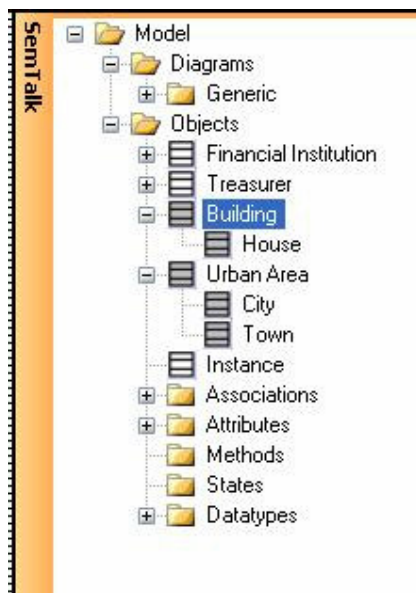 SemTalk
Model
Diagrams
Generic
Objects
Financial Institution
Treasurer
Building
House
Urban Area
City
Town
Instance
Associations
Attributes
Methods
States
Datatypes